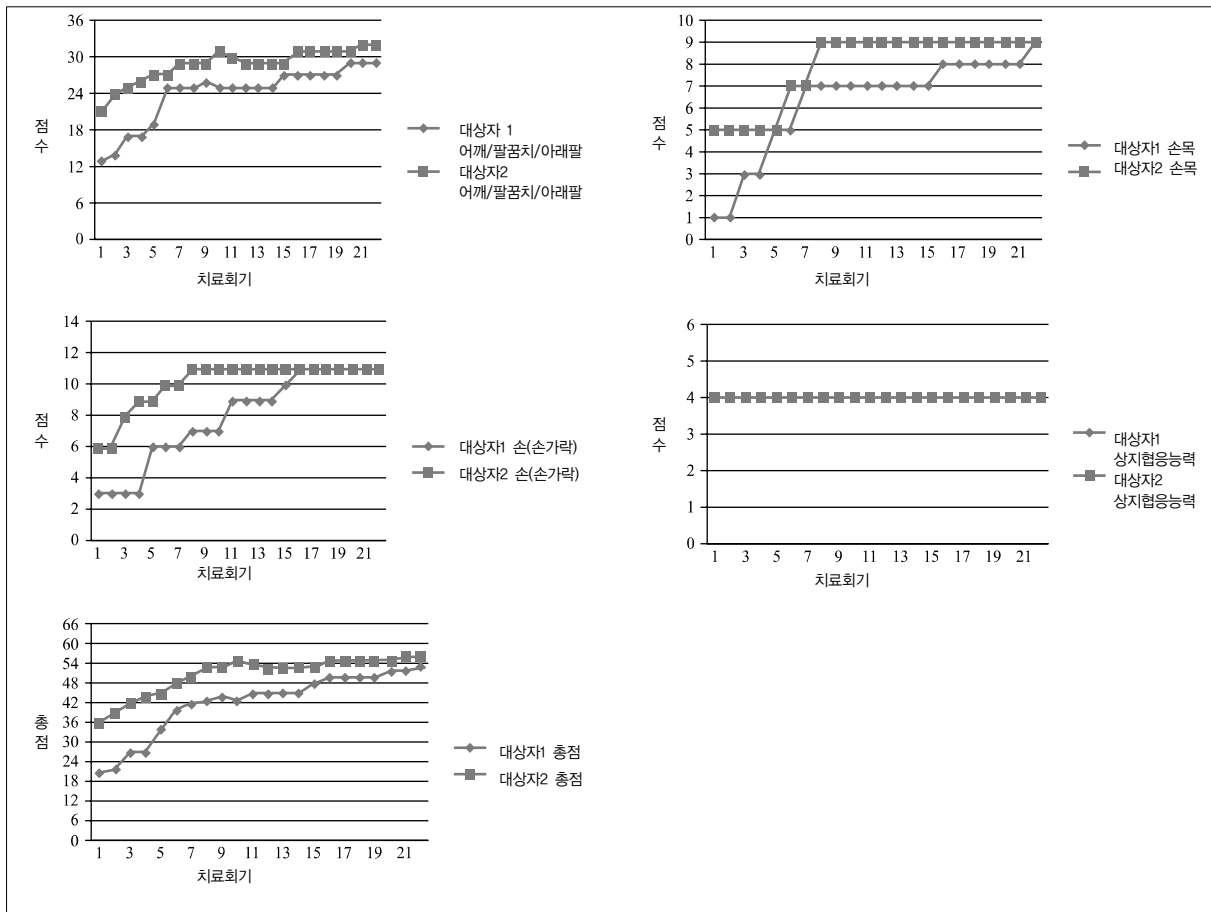 36
30
24
18
12
6
0
점
수
1 3 5 7 9 11 13 15 17 19 21
치료회기
대상자 1
어깨/팔꿈치/아래팔
대상자2
어깨/팔꿈치/아래팔
10
9
8
7
6
5
4
3
2
1
0
점
수
1 3 5 7 9 11 13 15 17 19 21
치료회기
대상자1 손목
대상자2 손목
14
12
10
8
6
4
2
0
점
수
1 3 5 7 9 11 13 15 17 19 21
치료회기
대상자1 손(손가락)
대상자2 손(손가락)
6
5
4
3
2
1
0
점
수
1 3 5 7 9 11 13 15 17 19 21
치료회기
대상자1
상지협응능력
대상자2
상지협응능력
66
60
54
48
42
36
30
24
18
12
6
0
총
점
1 3 5 7 9 11 13 15 17 19 21
치료회기
대상자1 총점
대상자2 총점